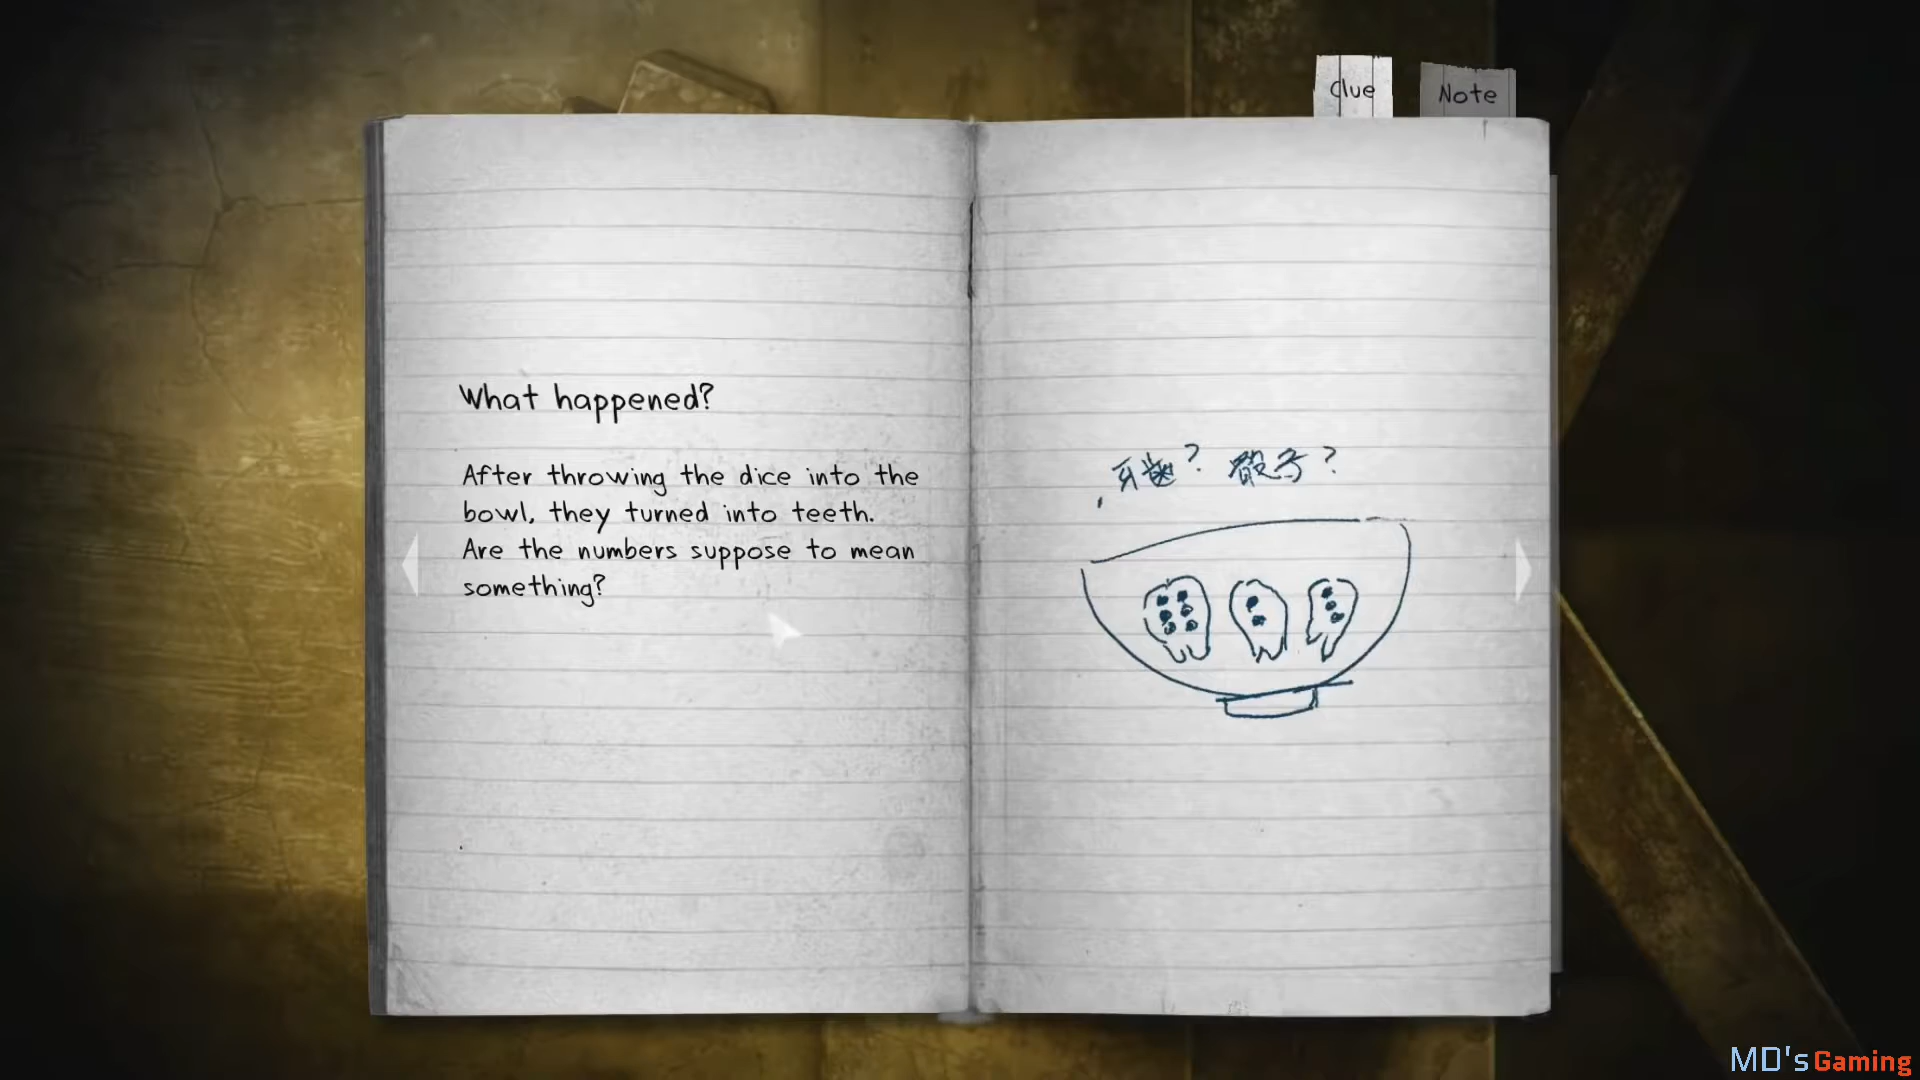 Clue
Note
What happened?
After throwing the dice into the
bowl, they turned into teeth.
Are the numbers suppose to mean
something?
牙齒? 骰子?
MD's Gaming